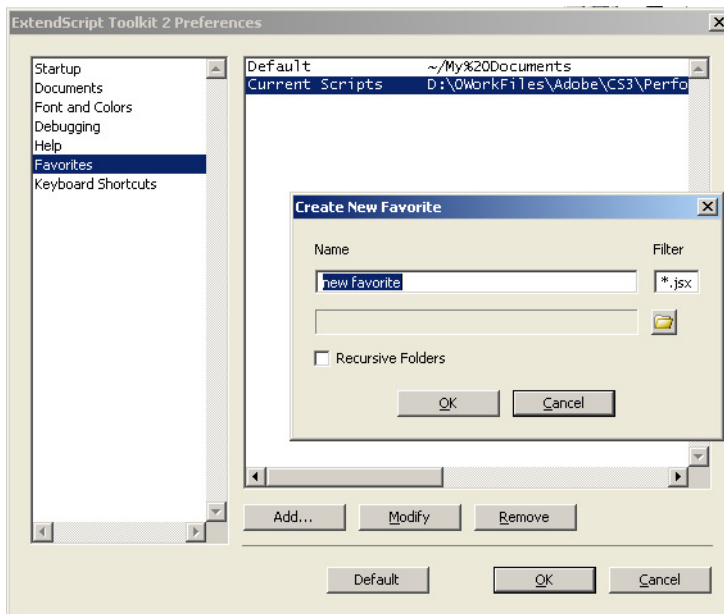 ExtendScript Toolkit 2 Preferences
Startup
Documents
Font and Colors
Debugging
Help
Favorites
Keyboard Shortcuts
Default ~/My%20Documents
Current Scripts D:\OWorkFiles\Adobe\CS3\Perfo
Create New Favorite
Name Filter
new favorite *.jsx
Recursive Folders
OK Cancel
Add... Modify Remove
Default OK Cancel